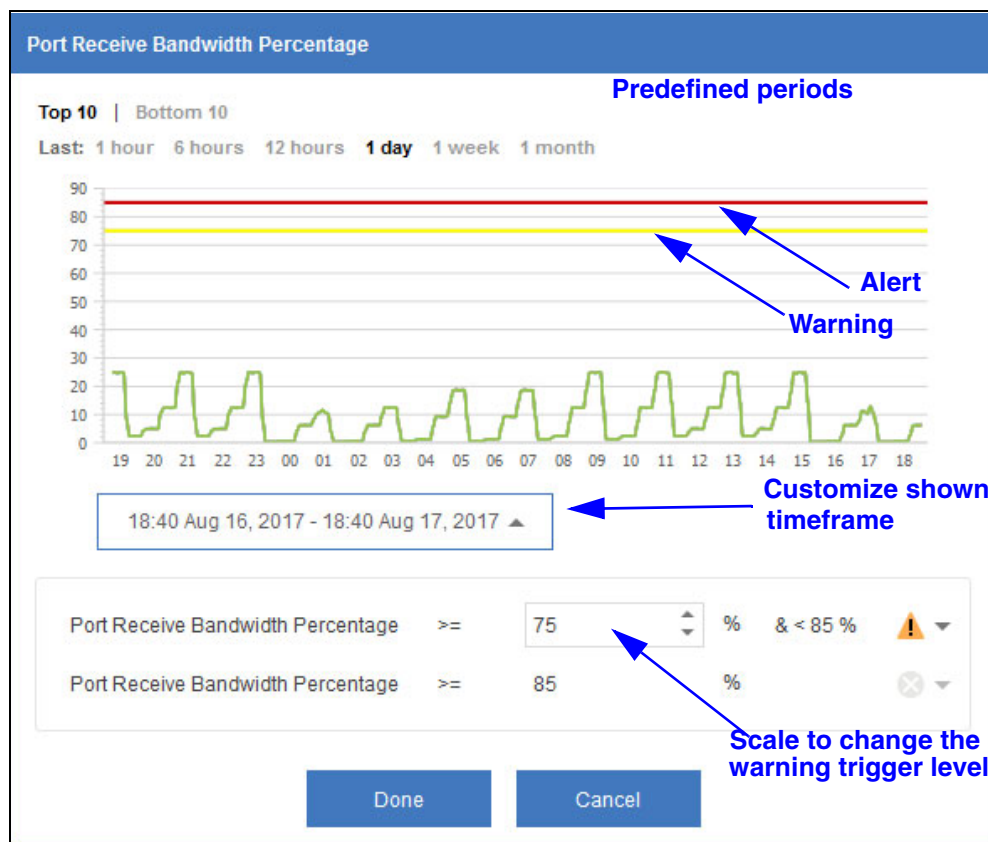 Port Receive Bandwidth Percentage
Predefined periods
Top 10 | Bottom 10
Last: 1 hour 6 hours 12 hours 1 day 1 week 1 month
90
80
70
60
50
40
30
20
10
0
Alert
Warning
19 20 21 22 23 00 01 02 03 04 05 06 07 08 09 10 11 12 13 14 15 16 17 18
Customize shown
timeframe
18:40 Aug 16, 2017 - 18:40 Aug 17, 2017
Port Receive Bandwidth Percentage >= 75 % & < 85 %
Port Receive Bandwidth Percentage >= 85 %
Scale to change the
warning trigger level
Done Cancel